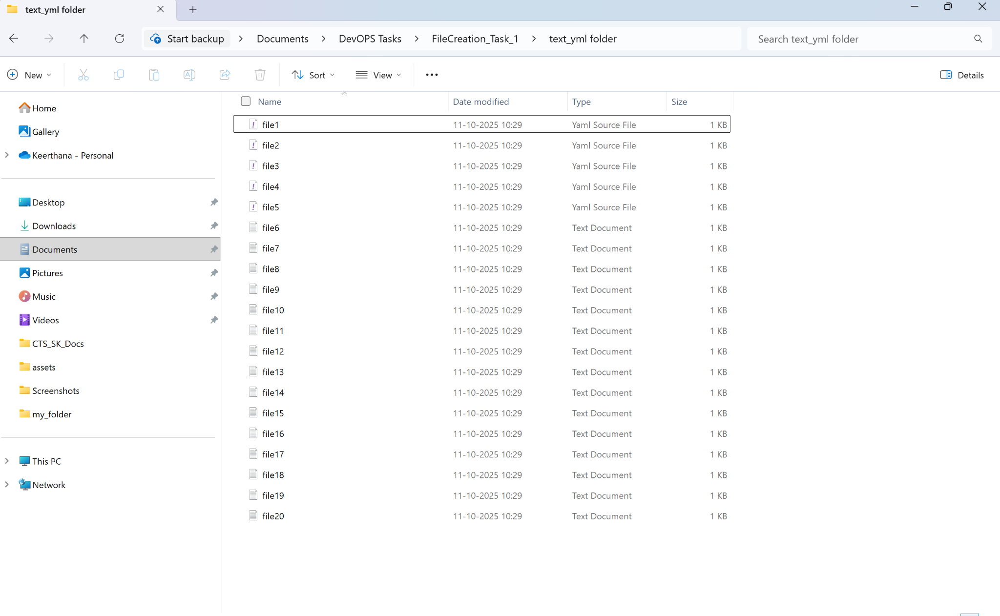 text_yml folder
Start backup > Documents > DevOPS Tasks > FileCreation_Task_1 > text_yml folder
Search text_yml folder
New Sort View Details
Home
Gallery
Keerthana - Personal
Desktop
Downloads
Documents
Pictures
Music
Videos
CTS_SK_Docs
assets
Screenshots
my_folder
This PC
Network
Name Date modified Type Size
file1 11-10-2025 10:29 Yaml Source File 1 KB
file2 11-10-2025 10:29 Yaml Source File 1 KB
file3 11-10-2025 10:29 Yaml Source File 1 KB
file4 11-10-2025 10:29 Yaml Source File 1 KB
file5 11-10-2025 10:29 Yaml Source File 1 KB
file6 11-10-2025 10:29 Text Document 1 KB
file7 11-10-2025 10:29 Text Document 1 KB
file8 11-10-2025 10:29 Text Document 1 KB
file9 11-10-2025 10:29 Text Document 1 KB
file10 11-10-2025 10:29 Text Document 1 KB
file11 11-10-2025 10:29 Text Document 1 KB
file12 11-10-2025 10:29 Text Document 1 KB
file13 11-10-2025 10:29 Text Document 1 KB
file14 11-10-2025 10:29 Text Document 1 KB
file15 11-10-2025 10:29 Text Document 1 KB
file16 11-10-2025 10:29 Text Document 1 KB
file17 11-10-2025 10:29 Text Document 1 KB
file18 11-10-2025 10:29 Text Document 1 KB
file19 11-10-2025 10:29 Text Document 1 KB
file20 11-10-2025 10:29 Text Document 1 KB